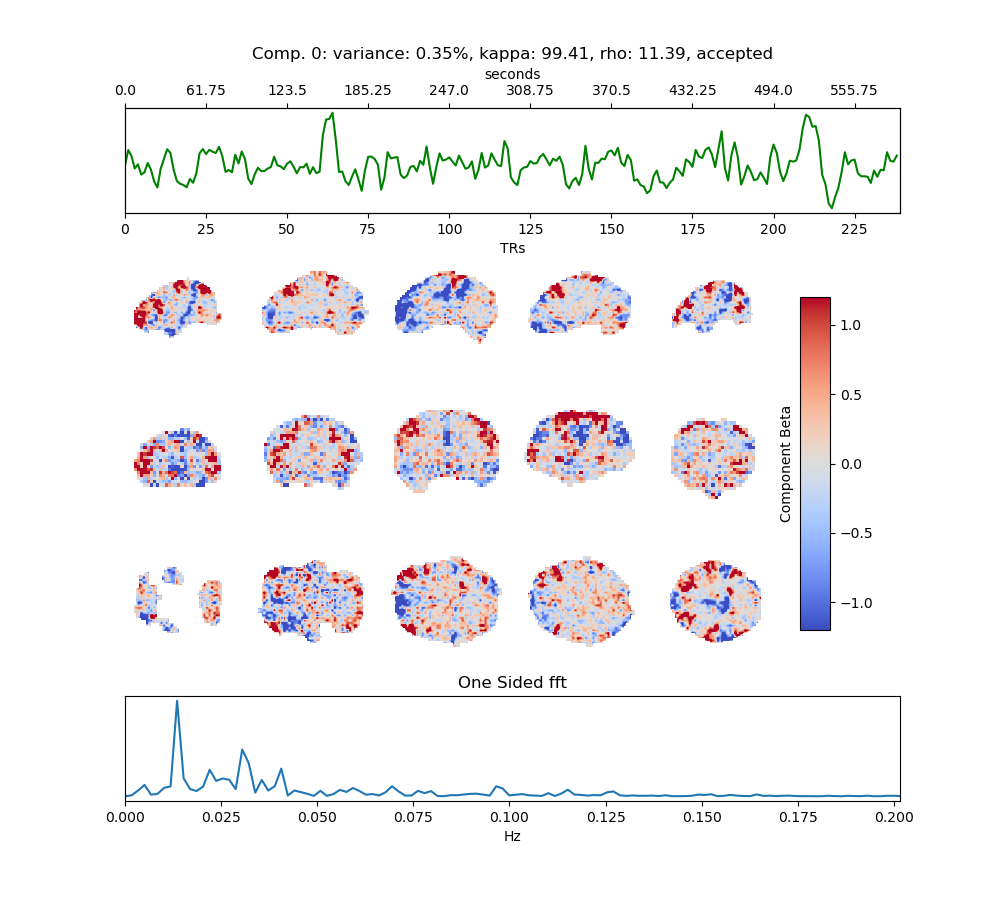 Comp. 0: variance: 0.35%, kappa: 99.41, rho: 11.39, accepted
seconds
0.0 61.75 123.5 185.25 247.0 308.75 370.5 432.25 494.0 555.75
0 25 50 75 100 125 150 175 200 225
TRs
Component Beta
1.0
0.5
0.0
−0.5
−1.0
One Sided fft
0.000 0.025 0.050 0.075 0.100 0.125 0.150 0.175 0.200
Hz